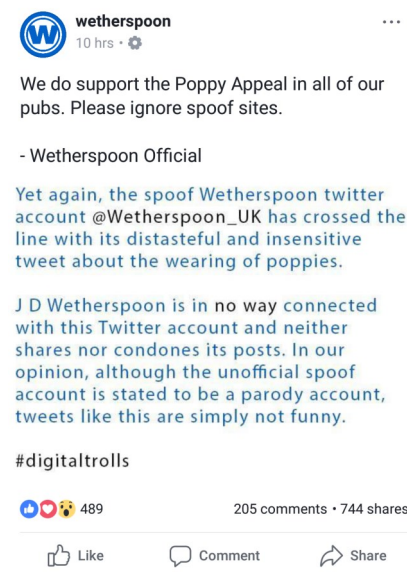 wetherspoon
10 hrs •
We do support the Poppy Appeal in all of our
pubs. Please ignore spoof sites.
- Wetherspoon Official
Yet again, the spoof Wetherspoon twitter
account @Wetherspoon_UK has crossed the
line with its distasteful and insensitive
tweet about the wearing of poppies.
J D Wetherspoon is in no way connected
with this Twitter account and neither
shares nor condones its posts. In our
opinion, although the unofficial spoof
account is stated to be a parody account,
tweets like this are simply not funny.
#digitaltrolls
489 205 comments • 744 shares
Like Comment Share